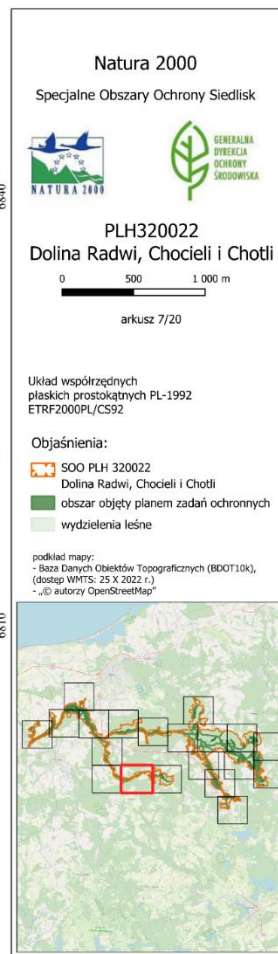 Natura 2000
Specjalne Obszary Ochrony Siedlisk
NATURA 2000
GENERALNA
DYREKCJA
OCHRONY
ŚRODOWISKA
6840
PLH320022
Dolina Radwi, Chocieli i Chotli
0 500 1 000 m
arkusz 7/20
Układ współrzędnych
płaskich prostokątnych PL-1992
ETRF2000PL/CS92
Objaśnienia:
SOO PLH 320022
Dolina Radwi, Chocieli i Chotli
obszar objęty planem zadań ochronnych
wydzielenia leśne
podkład mapy:
- Baza Danych Obiektów Topograficznych (BDOT10k),
(dostęp WMTS: 25 X 2022 r.)
- „© autorzy OpenStreetMap"
6810